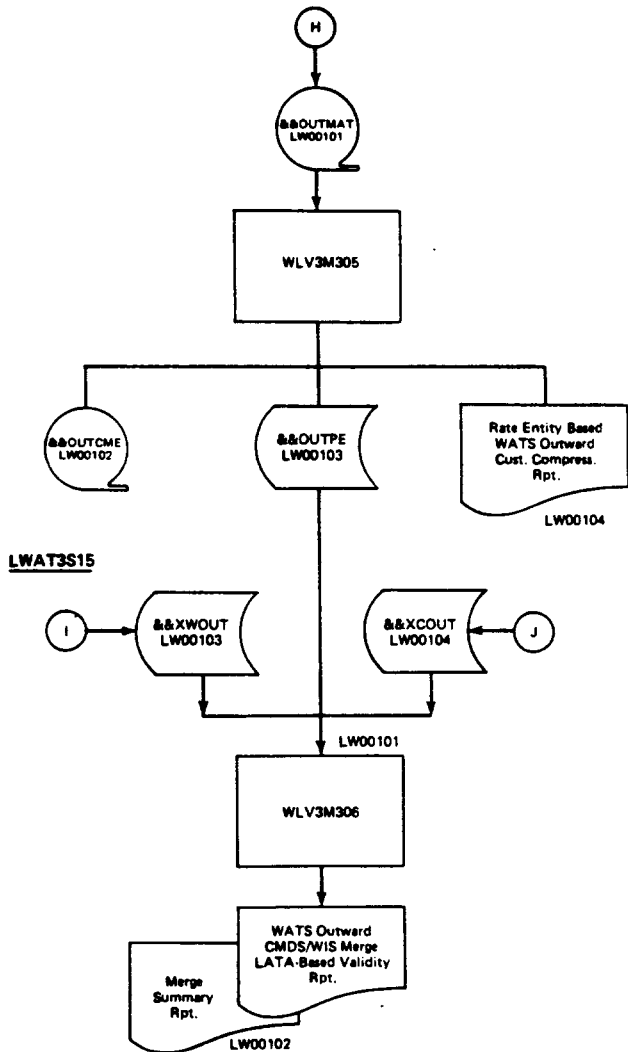 H
&&OUTMAT
LW00101
WLV3M305
&&OUTCME
LW00102
&&OUTPE
LW00103
Rate Entity Based
WATS Outward
Cust. Compress.
Rpt.
LW00104
LWAT3S15
I
&&XWOUT
LW00103
&&XCOUT
LW00104
J
LW00101
WLV3M306
WATS Outward
CMDS/WIS Merge
LATA-Based Validity
Rpt.
Merge
Summary
Rpt.
LW00102